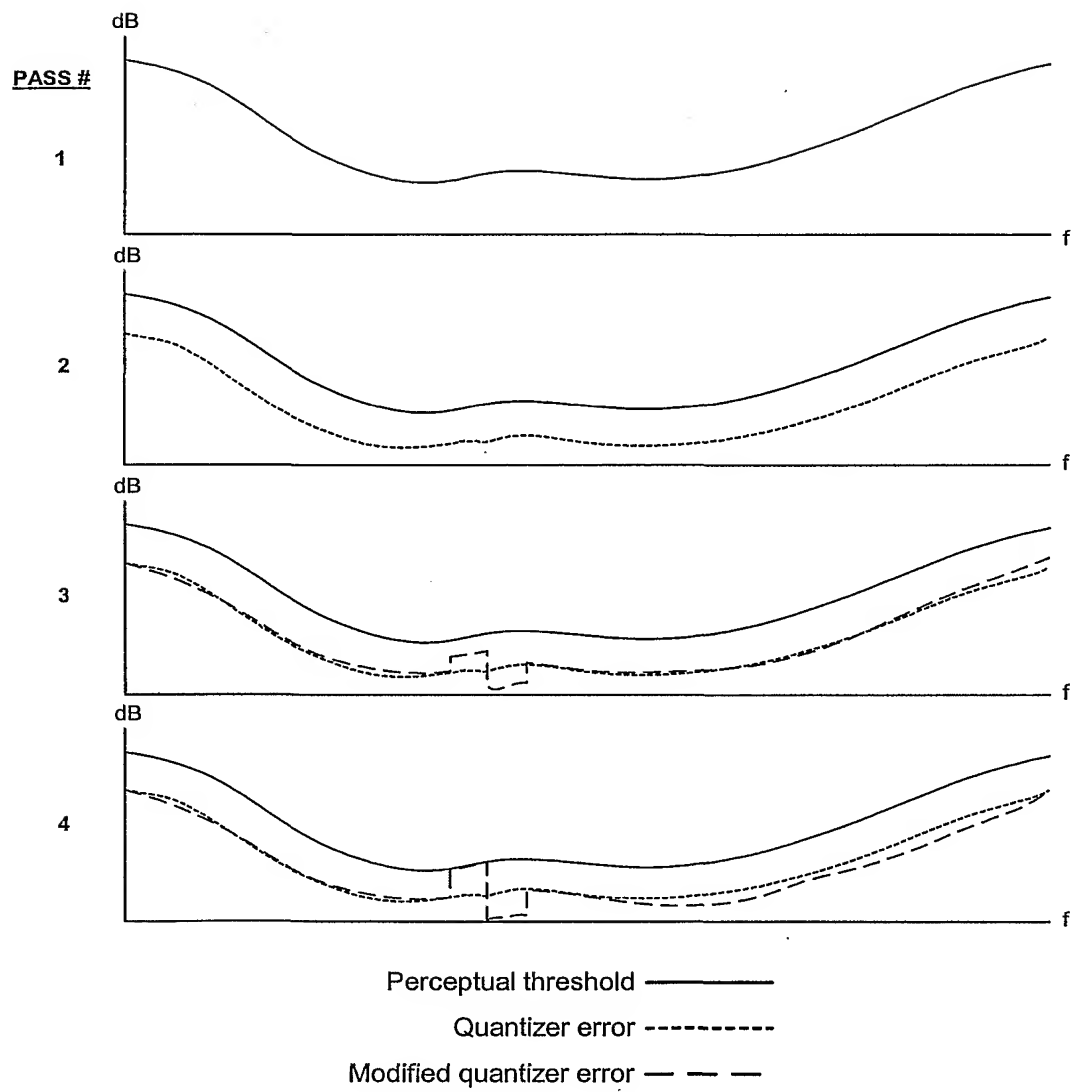 dB
PASS #
1
f
dB
2
f
dB
3
f
dB
4
f
Perceptual threshold
Quantizer error
Modified quantizer error